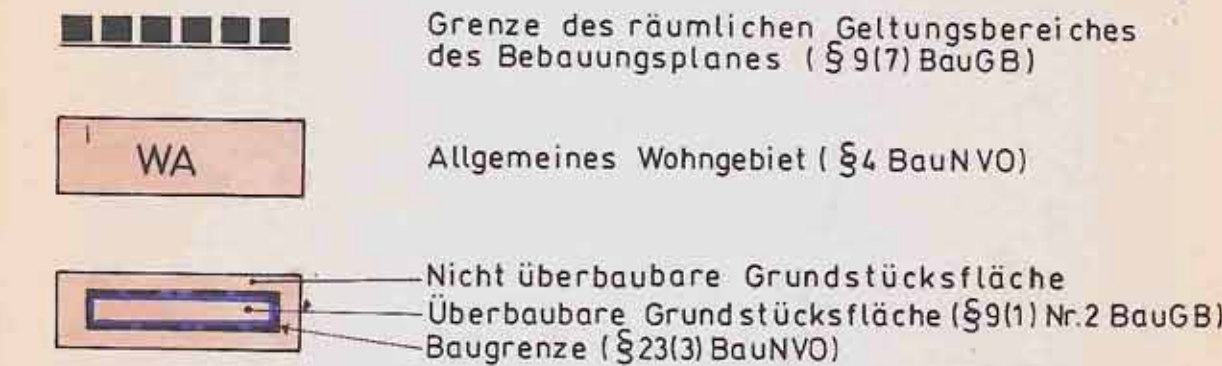 Grenze des räumlichen Geltungsbereiches
des Bebauungsplanes (§ 9(7) BauGB)
WA
Allgemeines Wohngebiet (§4 BauNVO)
Nicht überbaubare Grundstücksfläche
Überbaubare Grundstücksfläche (§9(1) Nr.2 BauGB)
Baugrenze (§23(3) BauNVO)